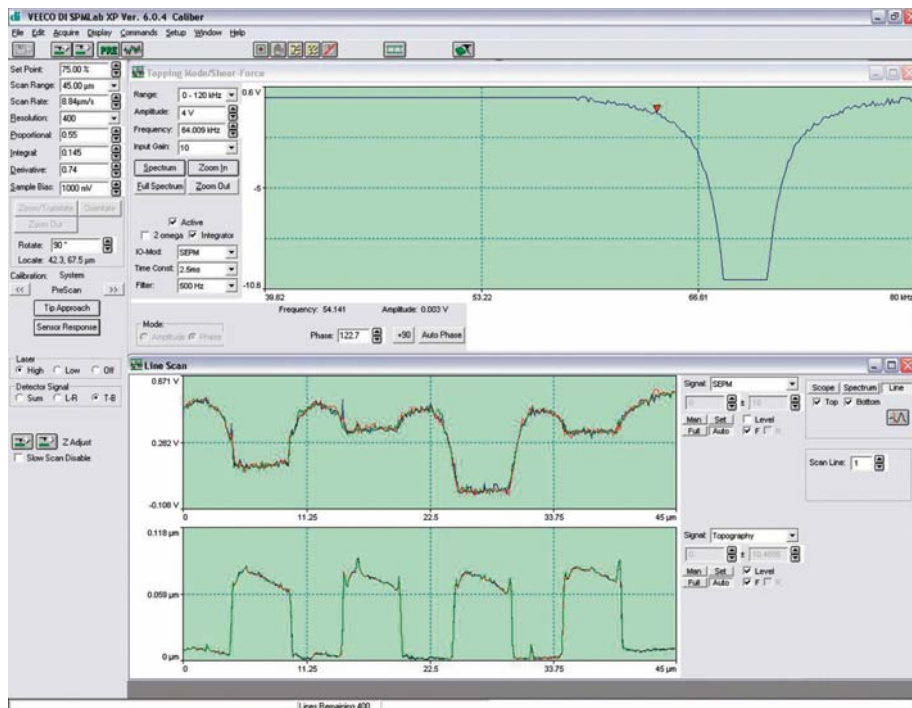 di VEECO DI SPMLab XP Ver. 6.0.4 Caliber
File Edit Acquire Display Commands Setup Window Help
PRE
Set Point: 75.00 %
Scan Range: 45.00 µm
Scan Rate: 8.84µm/s
Resolution: 400
Proportional: 0.55
Integral: 0.145
Derivative: 0.74
Sample Bias: 1000 mV
Zoom/Translate
Zoom Out
Rotate: 90 °
Locate: 42.3, 67.5 µm
Calibration: System
<< PreScan >>
Tip Approach
Sensor Response
Laser
High Low Off
Detector Signal
Sum L-R T-B
Z Adjust
Slow Scan Disable
Tapping Mode/Shear-Force
Range: 0 - 120 kHz
Amplitude: 4 V
Frequency: 64.009 kHz
Input Gain: 10
Spectrum Zoom In
Full Spectrum Zoom Out
Active
2 omega Integrator
IO-Mod: SEPM
Time Const: 2.5ms
Filter: 500 Hz
0.6 V
-5
-10.6
39.82 53.22 66.61 80 kHz
Frequency: 54.141 Amplitude: 0.003 V
Mode:
Amplitude Phase
Phase: 122.7 +90 Auto Phase
Line Scan
0.671 V
0.282 V
-0.108 V
0 11.25 22.5 33.75 45 µm
Signal: SEPM
0 ± 10
Man Set Level
Full Auto F R
Scope Spectrum Line
Top Bottom
Scan Line: 1
0.118 µm
0.059 µm
0 µm
0 11.25 22.5 33.75 45 µm
Signal: Topography
0 ±
Man Set Level
Full Auto F R
Lines Remaining 400